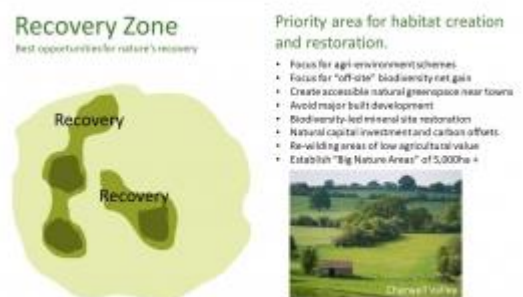 Recovery Zone
Best opportunities for nature's recovery
Recovery
Recovery
Priority area for habitat creation
and restoration.
• Focus for agri-environment schemes
• Focus for "off-site" biodiversity net gain
• Create accessible natural greenspace near towns
• Avoid major built development
• Biodiversity-led mineral site restoration
• Natural capital investment and carbon offsets
• Re-wilding areas of low agricultural value
• Establish "Big Nature Areas" of 5,000ha +
Cherwell Valley